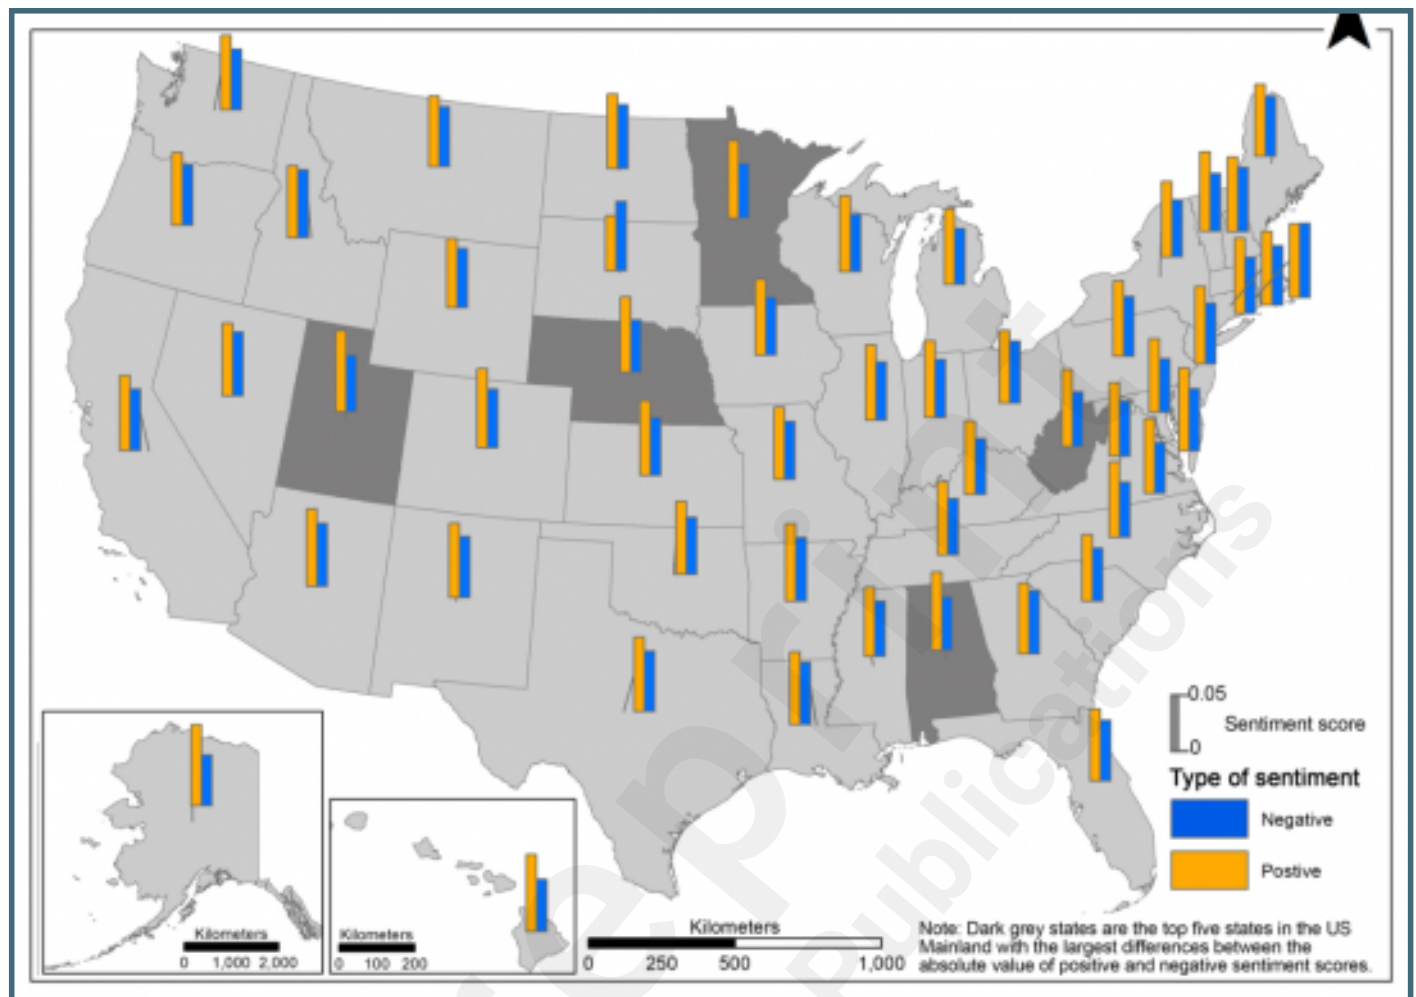 0.05
Sentiment score
0
Type of sentiment
Negative
Postive
Kilometers
0 1,000 2,000
Kilometers
0 100 200
Kilometers
0 250 500 1,000
Note: Dark grey states are the top five states in the US
Mainland with the largest differences between the
absolute value of positive and negative sentiment scores.
eprint
Publications